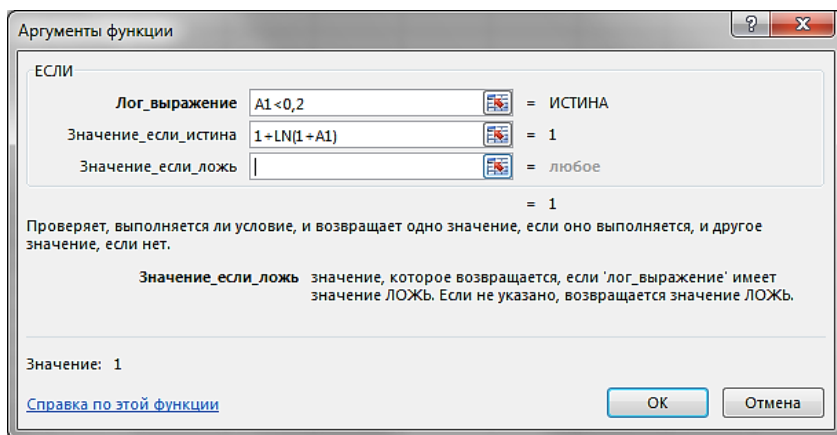 Аргументы функции
ЕСЛИ
Лог_выражение A1<0,2 = ИСТИНА
Значение_если_истина 1+LN(1+A1) = 1
Значение_если_ложь = любое
= 1
Проверяет, выполняется ли условие, и возвращает одно значение, если оно выполняется, и другое
значение, если нет.
Значение_если_ложь значение, которое возвращается, если 'лог_выражение' имеет
значение ЛОЖЬ. Если не указано, возвращается значение ЛОЖЬ.
Значение: 1
Справка по этой функции ОК Отмена